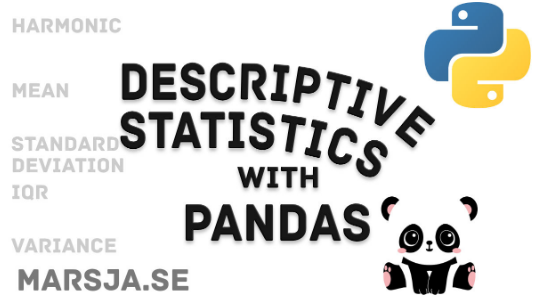 HARMONIC
MEAN
STANDARD
DEVIATION
IQR
VARIANCE
MARSJA.SE
DESCRIPTIVE
STATISTICS
WITH
PANDAS